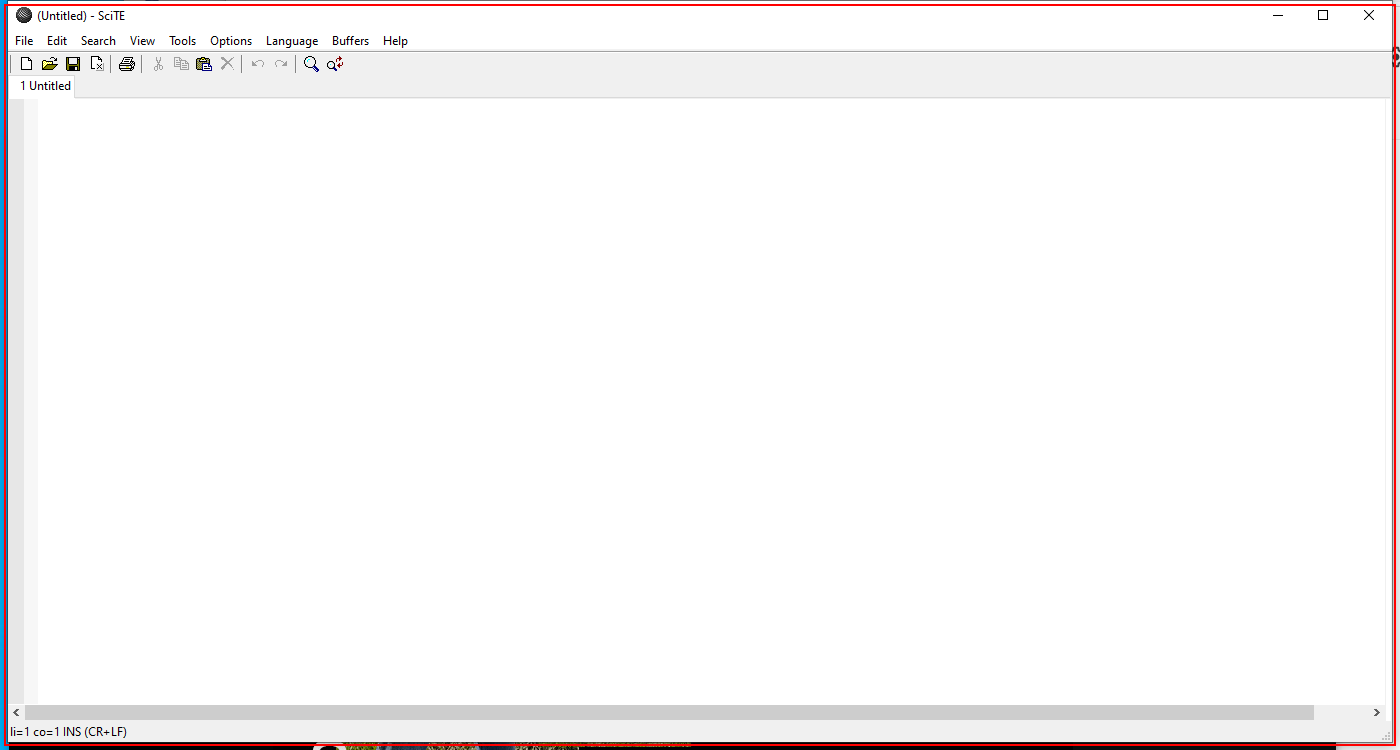 (Untitled) - SciTE
File Edit Search View Tools Options Language Buffers Help
1 Untitled
li=1 co=1 INS (CR+LF)